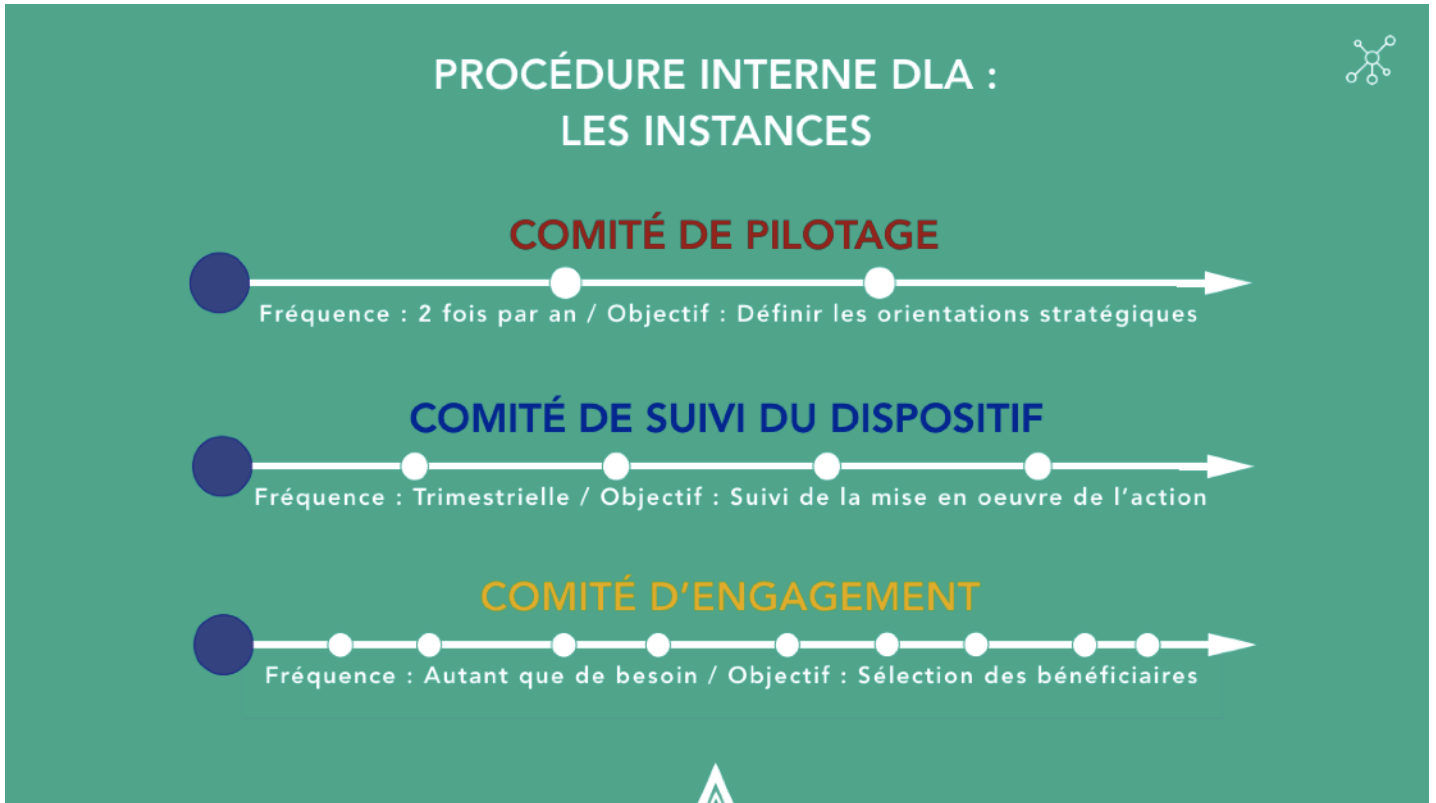 PROCÉDURE INTERNE DLA :
LES INSTANCES
COMITÉ DE PILOTAGE
Fréquence : 2 fois par an / Objectif : Définir les orientations stratégiques
COMITÉ DE SUIVI DU DISPOSITIF
Fréquence : Trimestrielle / Objectif : Suivi de la mise en oeuvre de l’action
COMITÉ D’ENGAGEMENT
Fréquence : Autant que de besoin / Objectif : Sélection des bénéficiaires